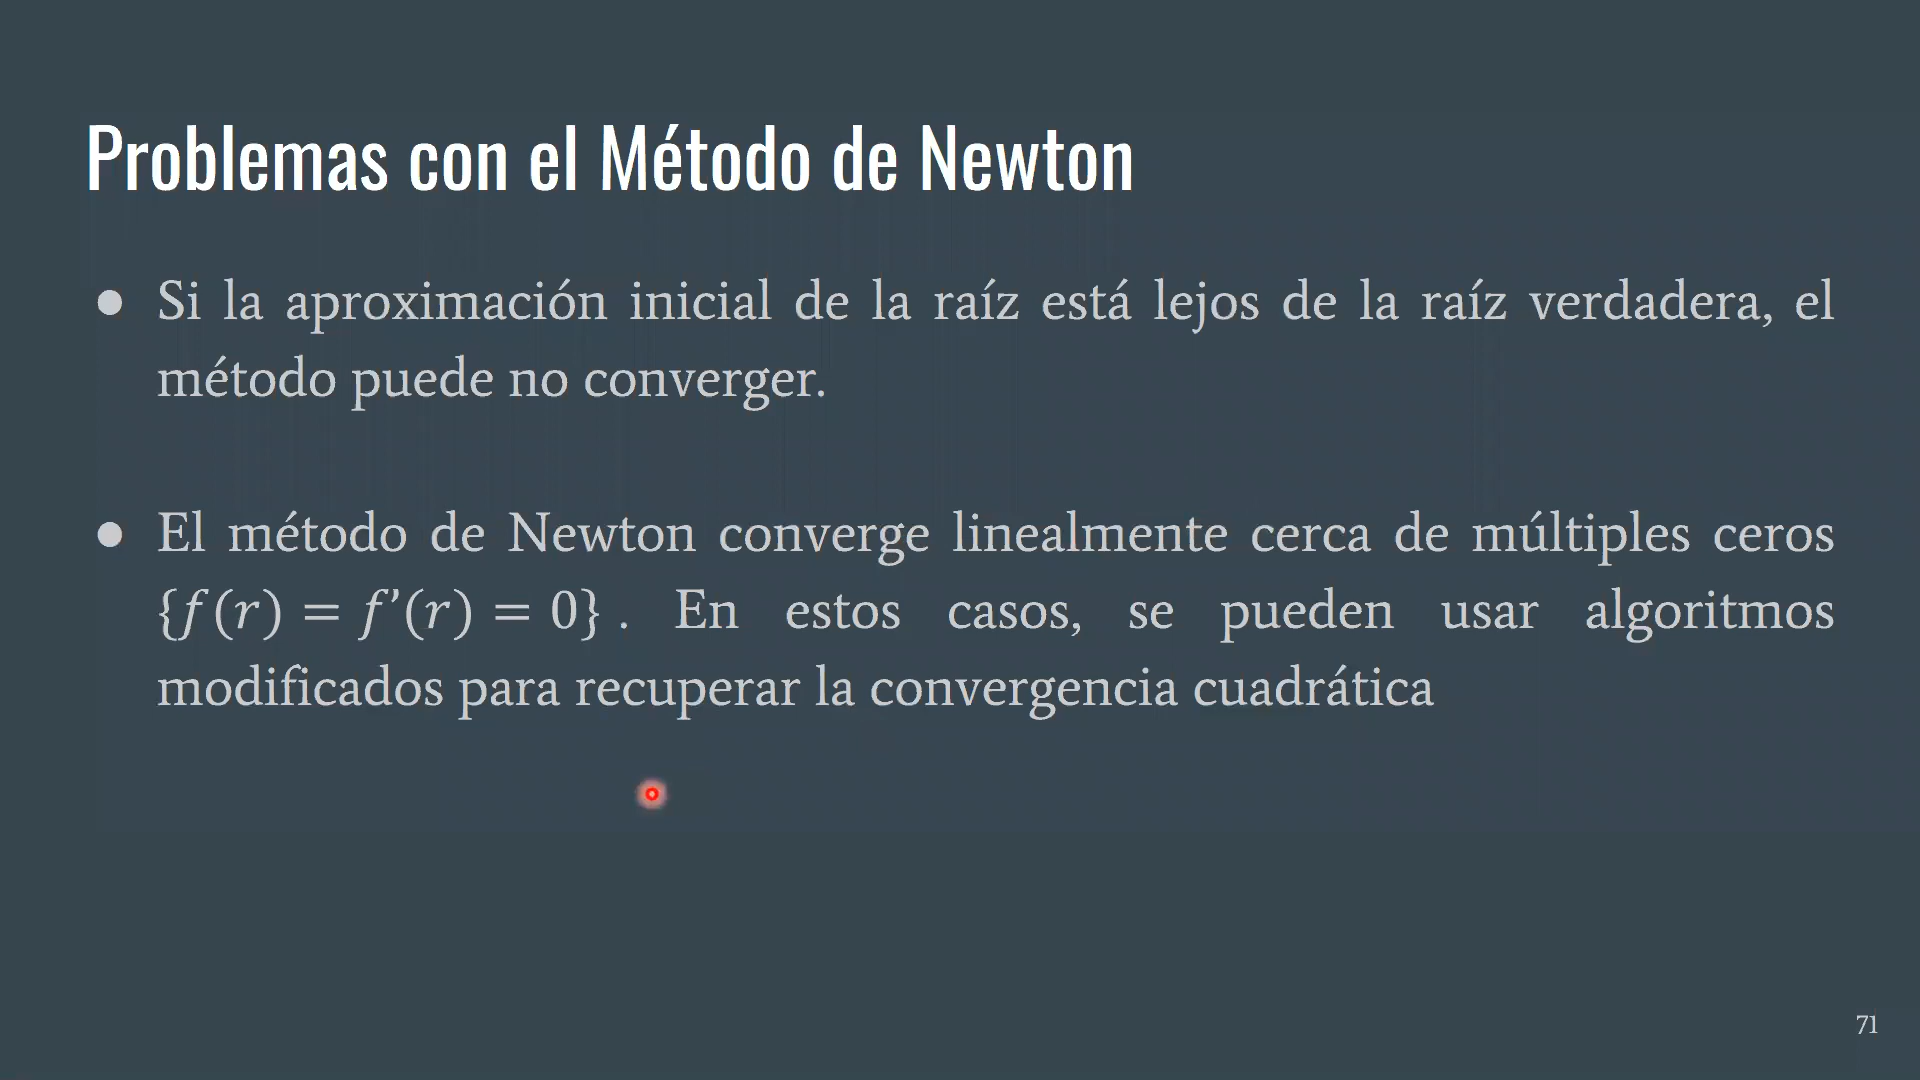 Problemas con el Método de Newton
● Si la aproximación inicial de la raíz está lejos de la raíz verdadera, el
método puede no converger.
● El método de Newton converge linealmente cerca de múltiples ceros
{f(r) = f’(r) = 0} . En estos casos, se pueden usar algoritmos
modificados para recuperar la convergencia cuadrática
71